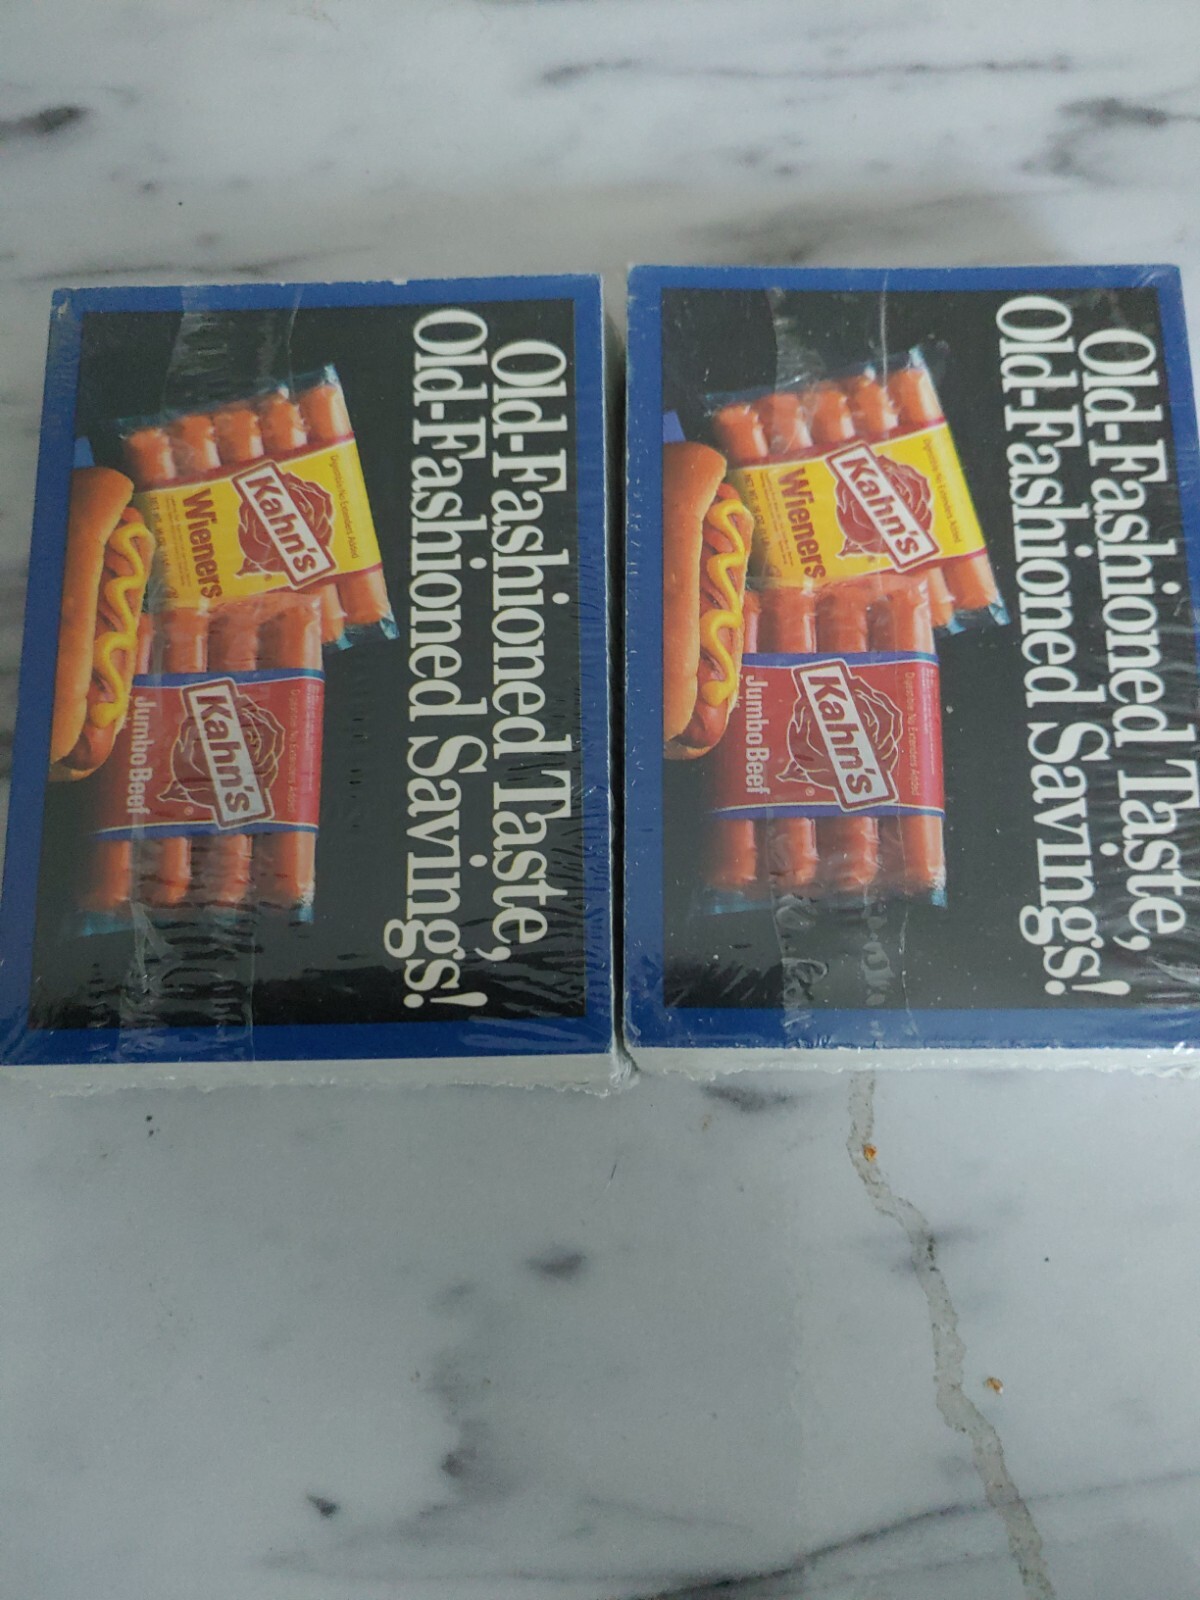 Old-Fashioned Taste,
Old-Fashioned Savings!
Kahn's
Wieners
Kahn's
Jumbo Beef
Old-Fashioned Taste,
Old-Fashioned Savings!
Kahn's
Wieners
Kahn's
Jumbo Beef